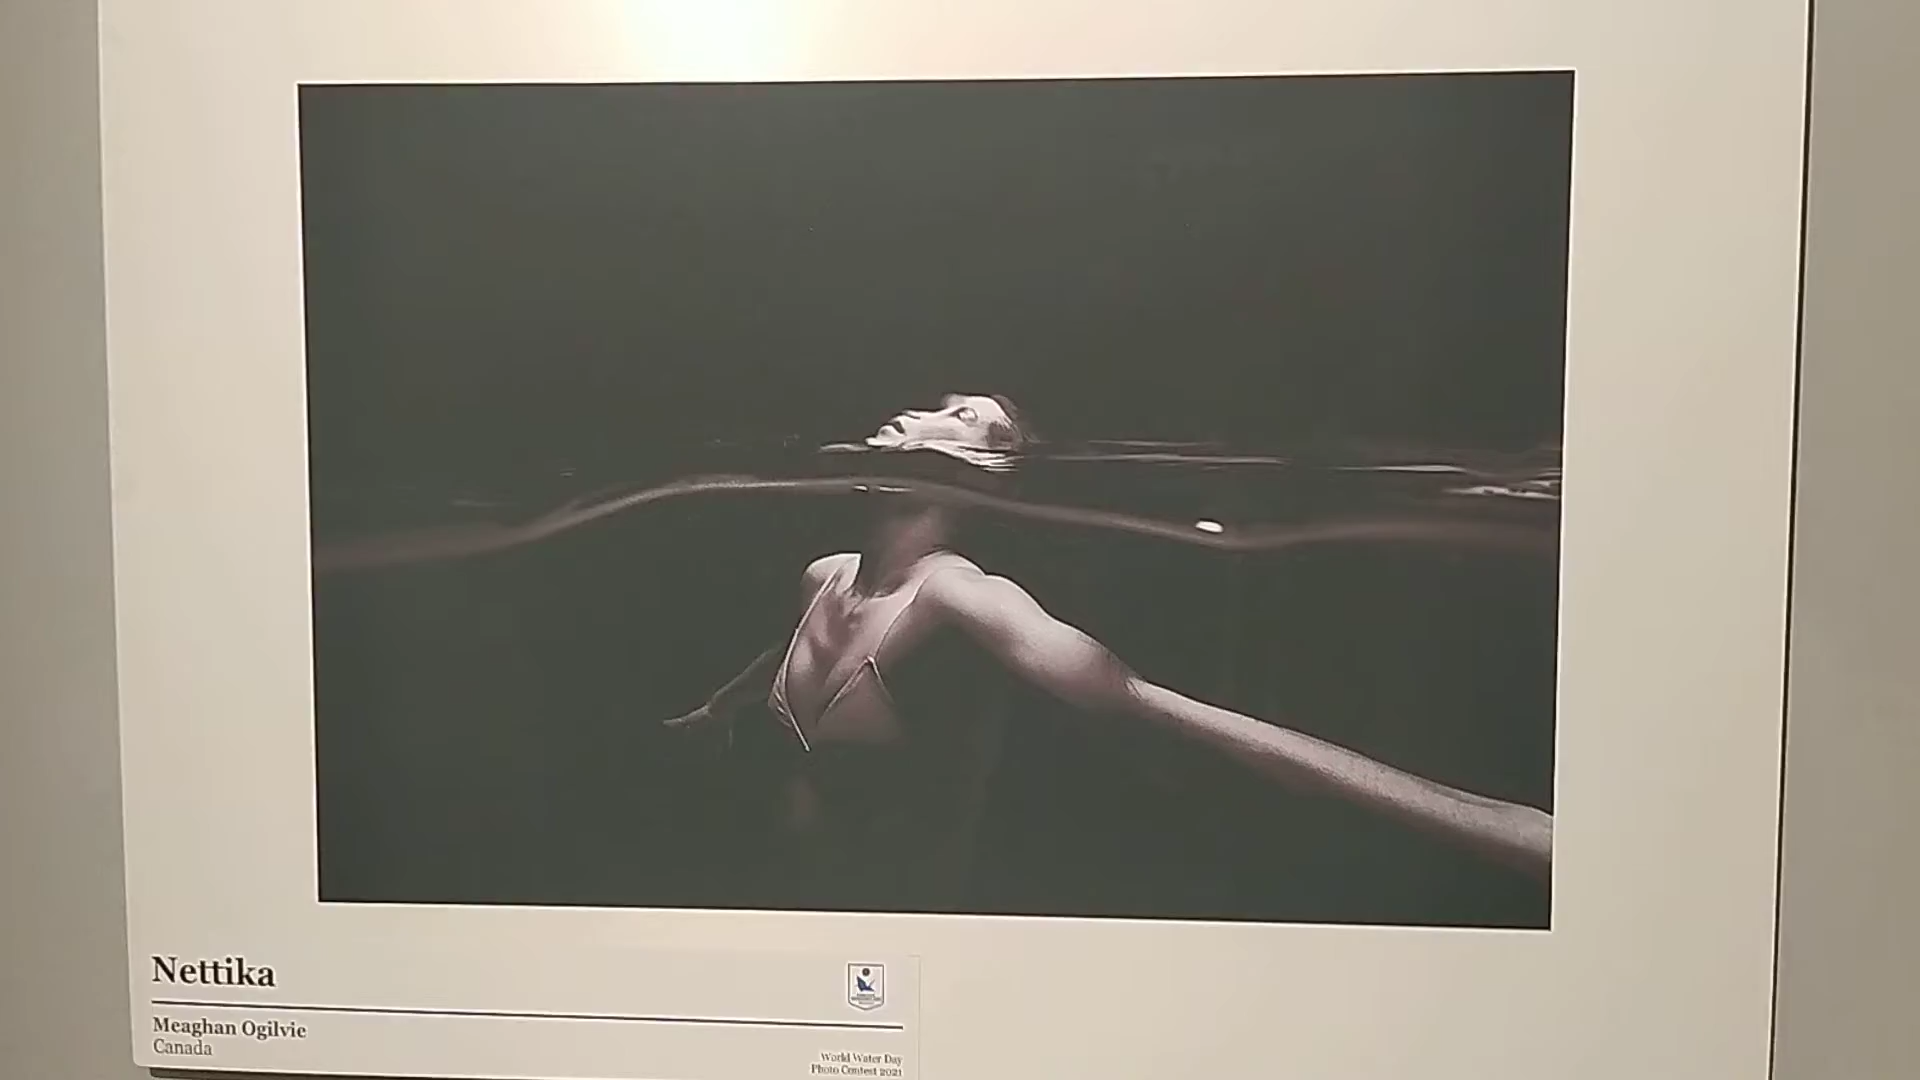 Nettika
Meaghan Ogilvie
Canada
World Water Day
Photo Contest 2021